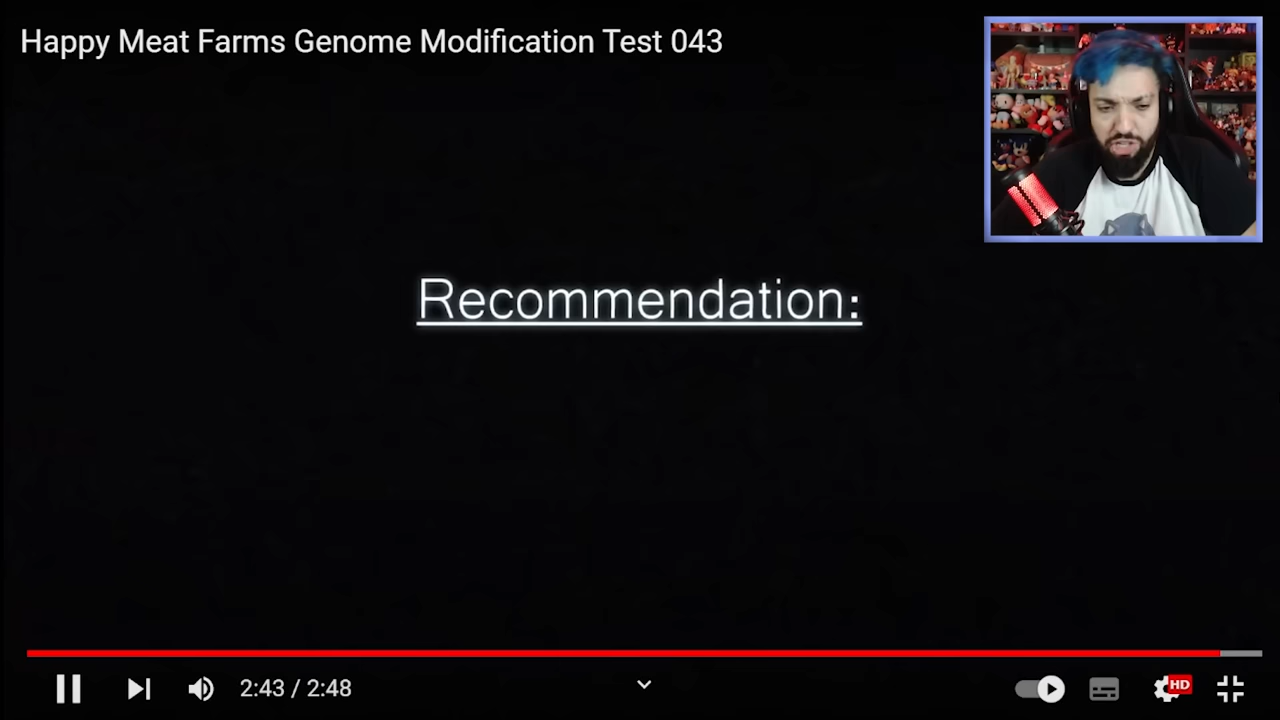 Happy Meat Farms Genome Modification Test 043
Recommendation:
2:43 / 2:48
HD